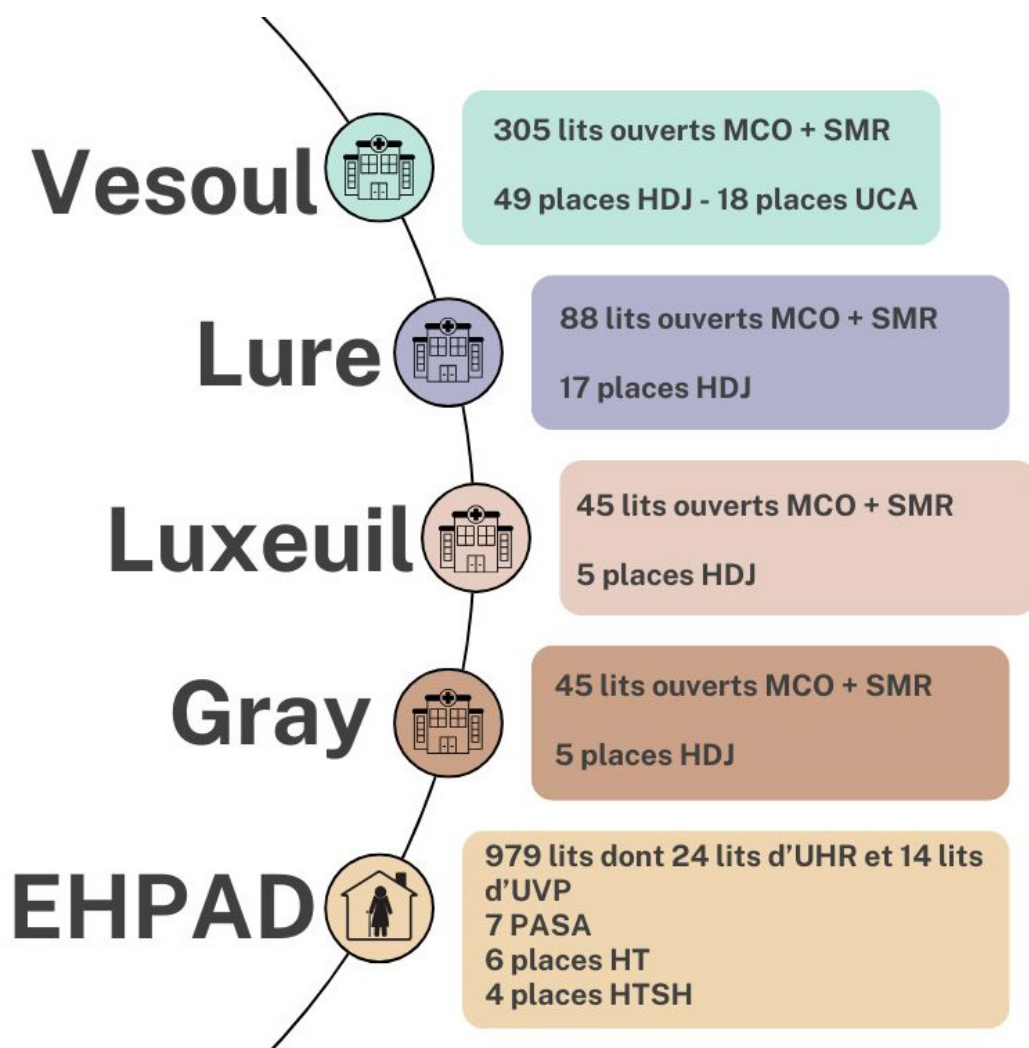 Vesoul
305 lits ouverts MCO + SMR
49 places HDJ - 18 places UCA
Lure
88 lits ouverts MCO + SMR
17 places HDJ
Luxeuil
45 lits ouverts MCO + SMR
5 places HDJ
Gray
45 lits ouverts MCO + SMR
5 places HDJ
EHPAD
979 lits dont 24 lits d'UHR et 14 lits
d'UVP
7 PASA
6 places HT
4 places HTSH